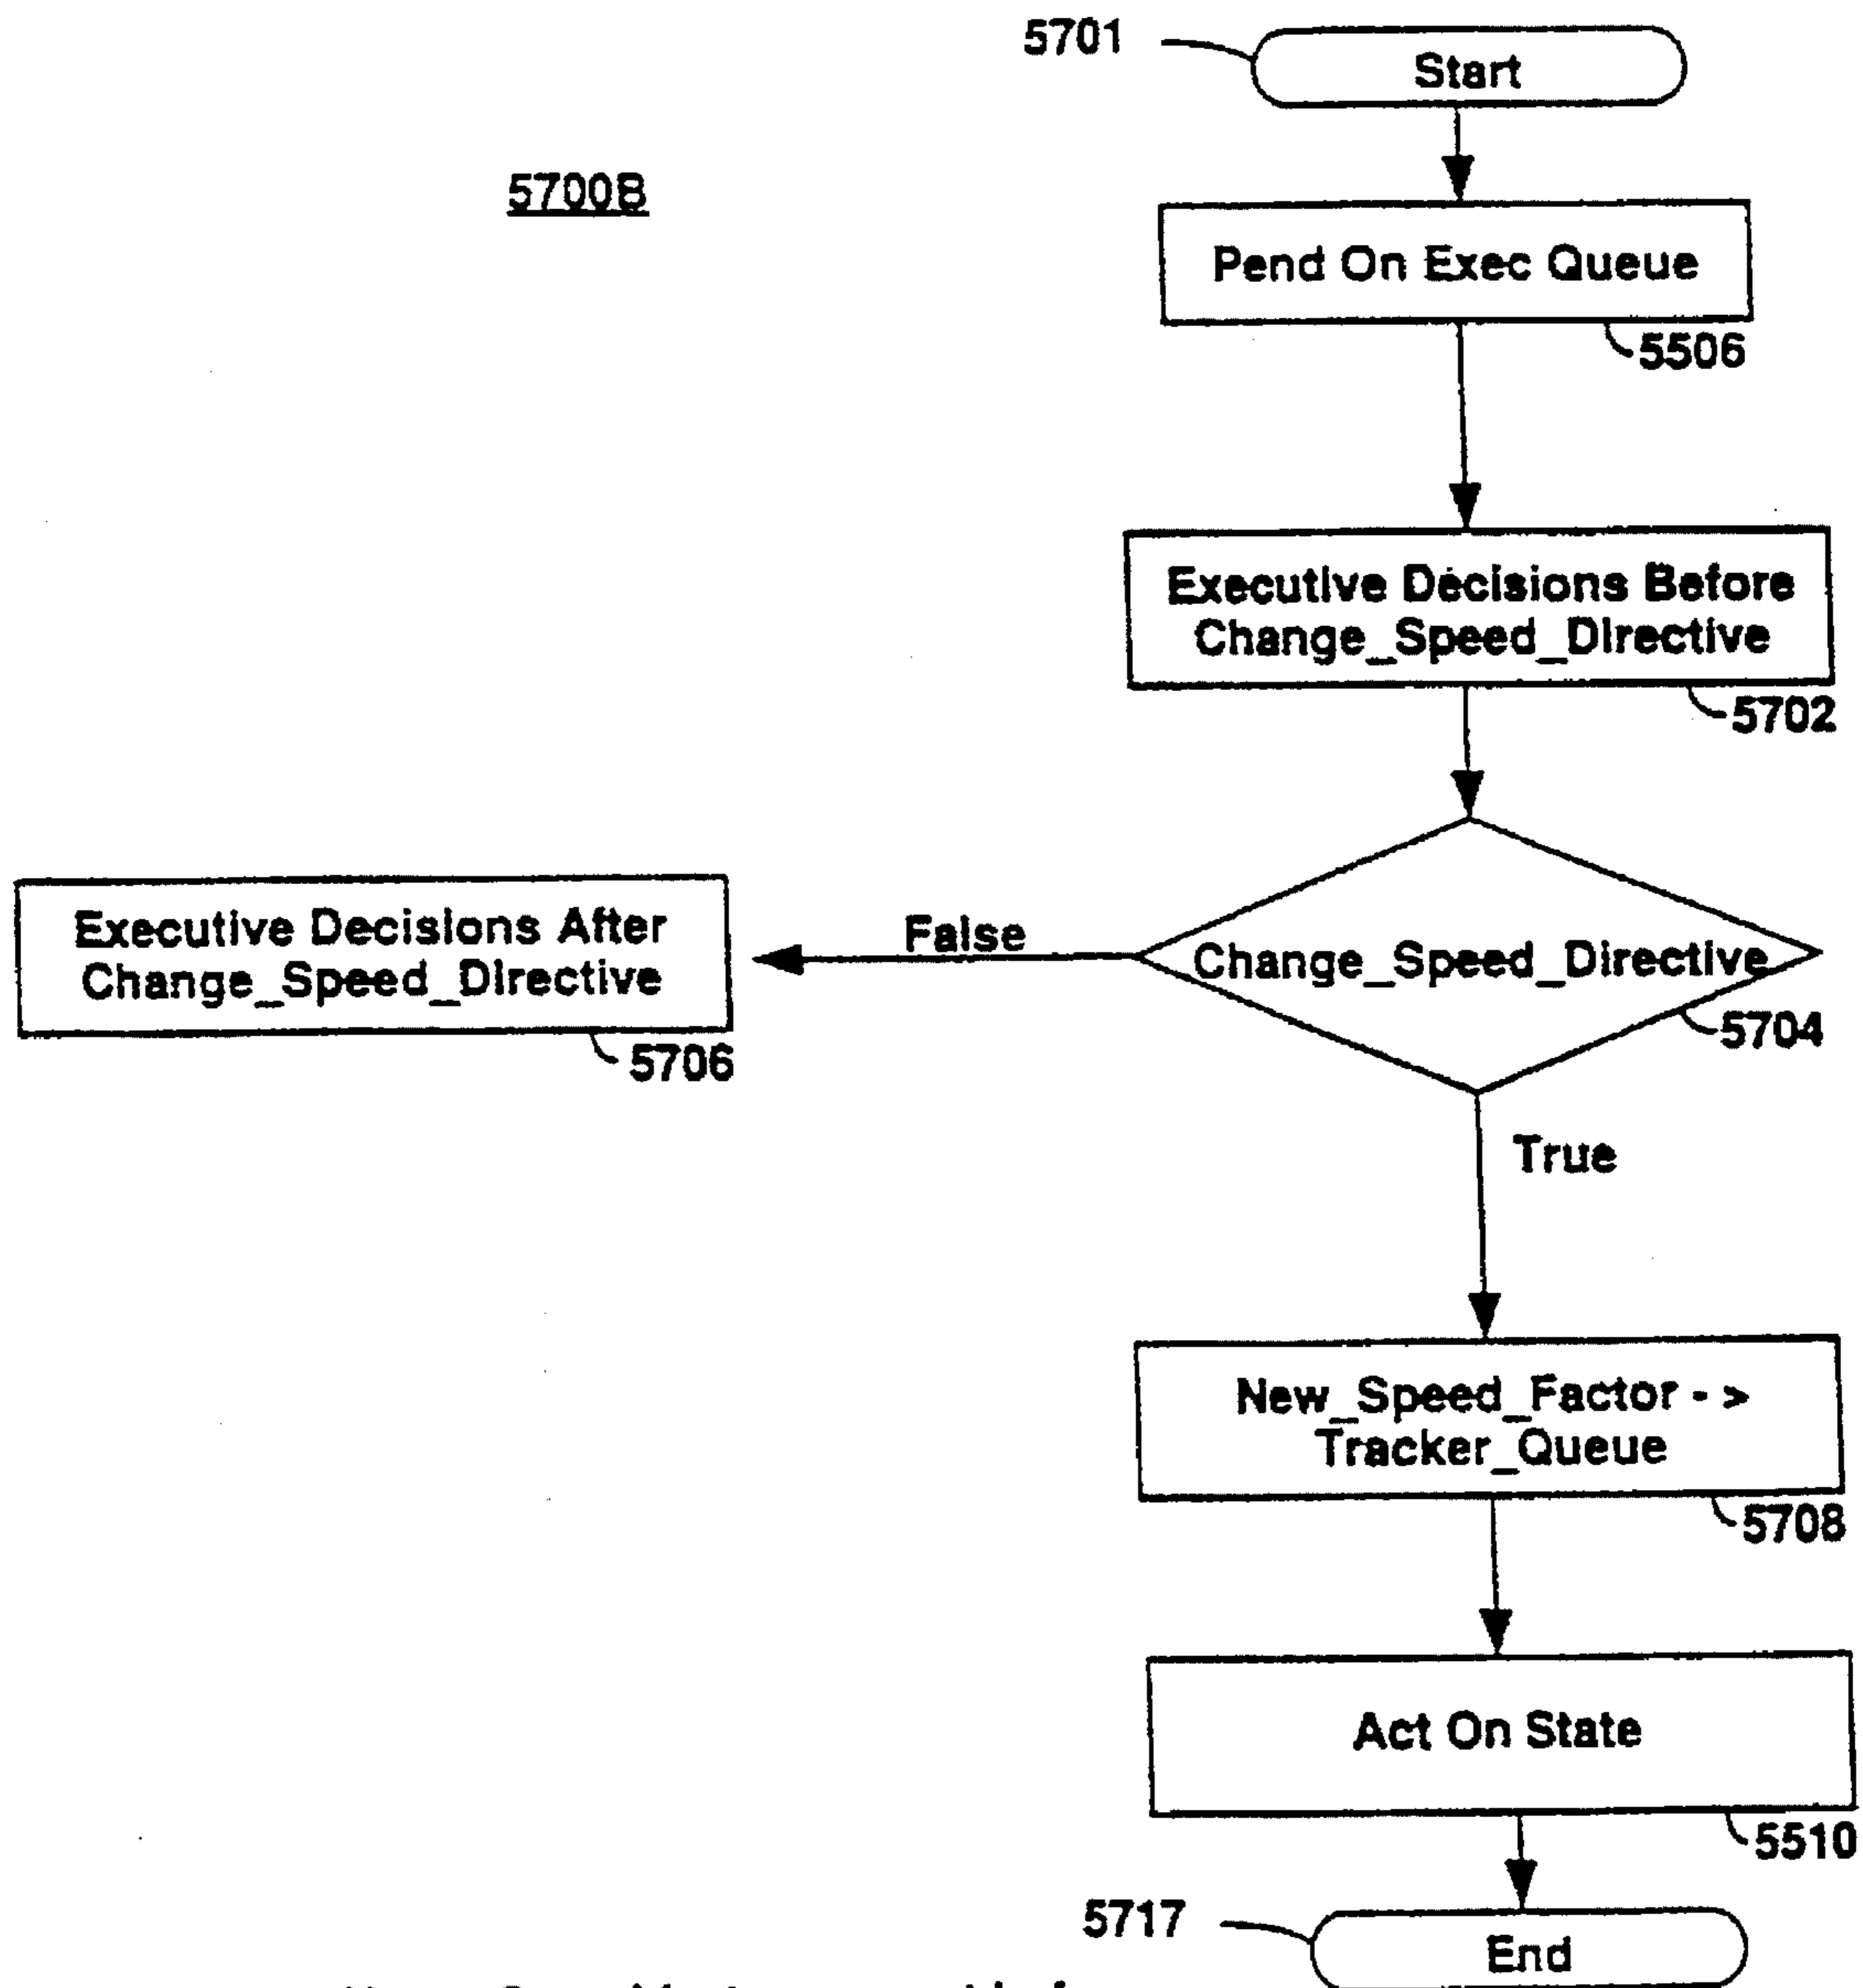 5701
Start
5700B
Pend On Exec Queue
5506
Executive Decisions Before
Change_Speed_Directive
5702
Change_Speed_Directive
5704
False
Executive Decisions After
Change_Speed_Directive
5706
True
New_Speed_Factor - >
Tracker_Queue
5708
Act On State
5510
5717
End